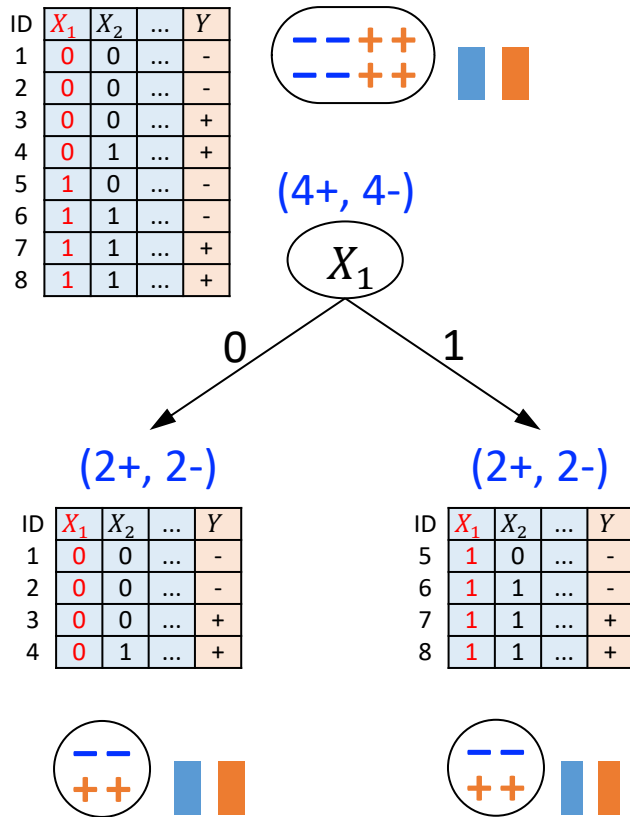 ID X₁ X₂ ... Y
1 0 0 ... -
2 0 0 ... -
3 0 0 ... +
4 0 1 ... +
5 1 0 ... -
6 1 1 ... -
7 1 1 ... +
8 1 1 ... +
− − + +
− − + +
(4+, 4-)
X₁
0 1
(2+, 2-)
ID X₁ X₂ ... Y
1 0 0 ... -
2 0 0 ... -
3 0 0 ... +
4 0 1 ... +
− −
+ +
(2+, 2-)
ID X₁ X₂ ... Y
5 1 0 ... -
6 1 1 ... -
7 1 1 ... +
8 1 1 ... +
− −
+ +